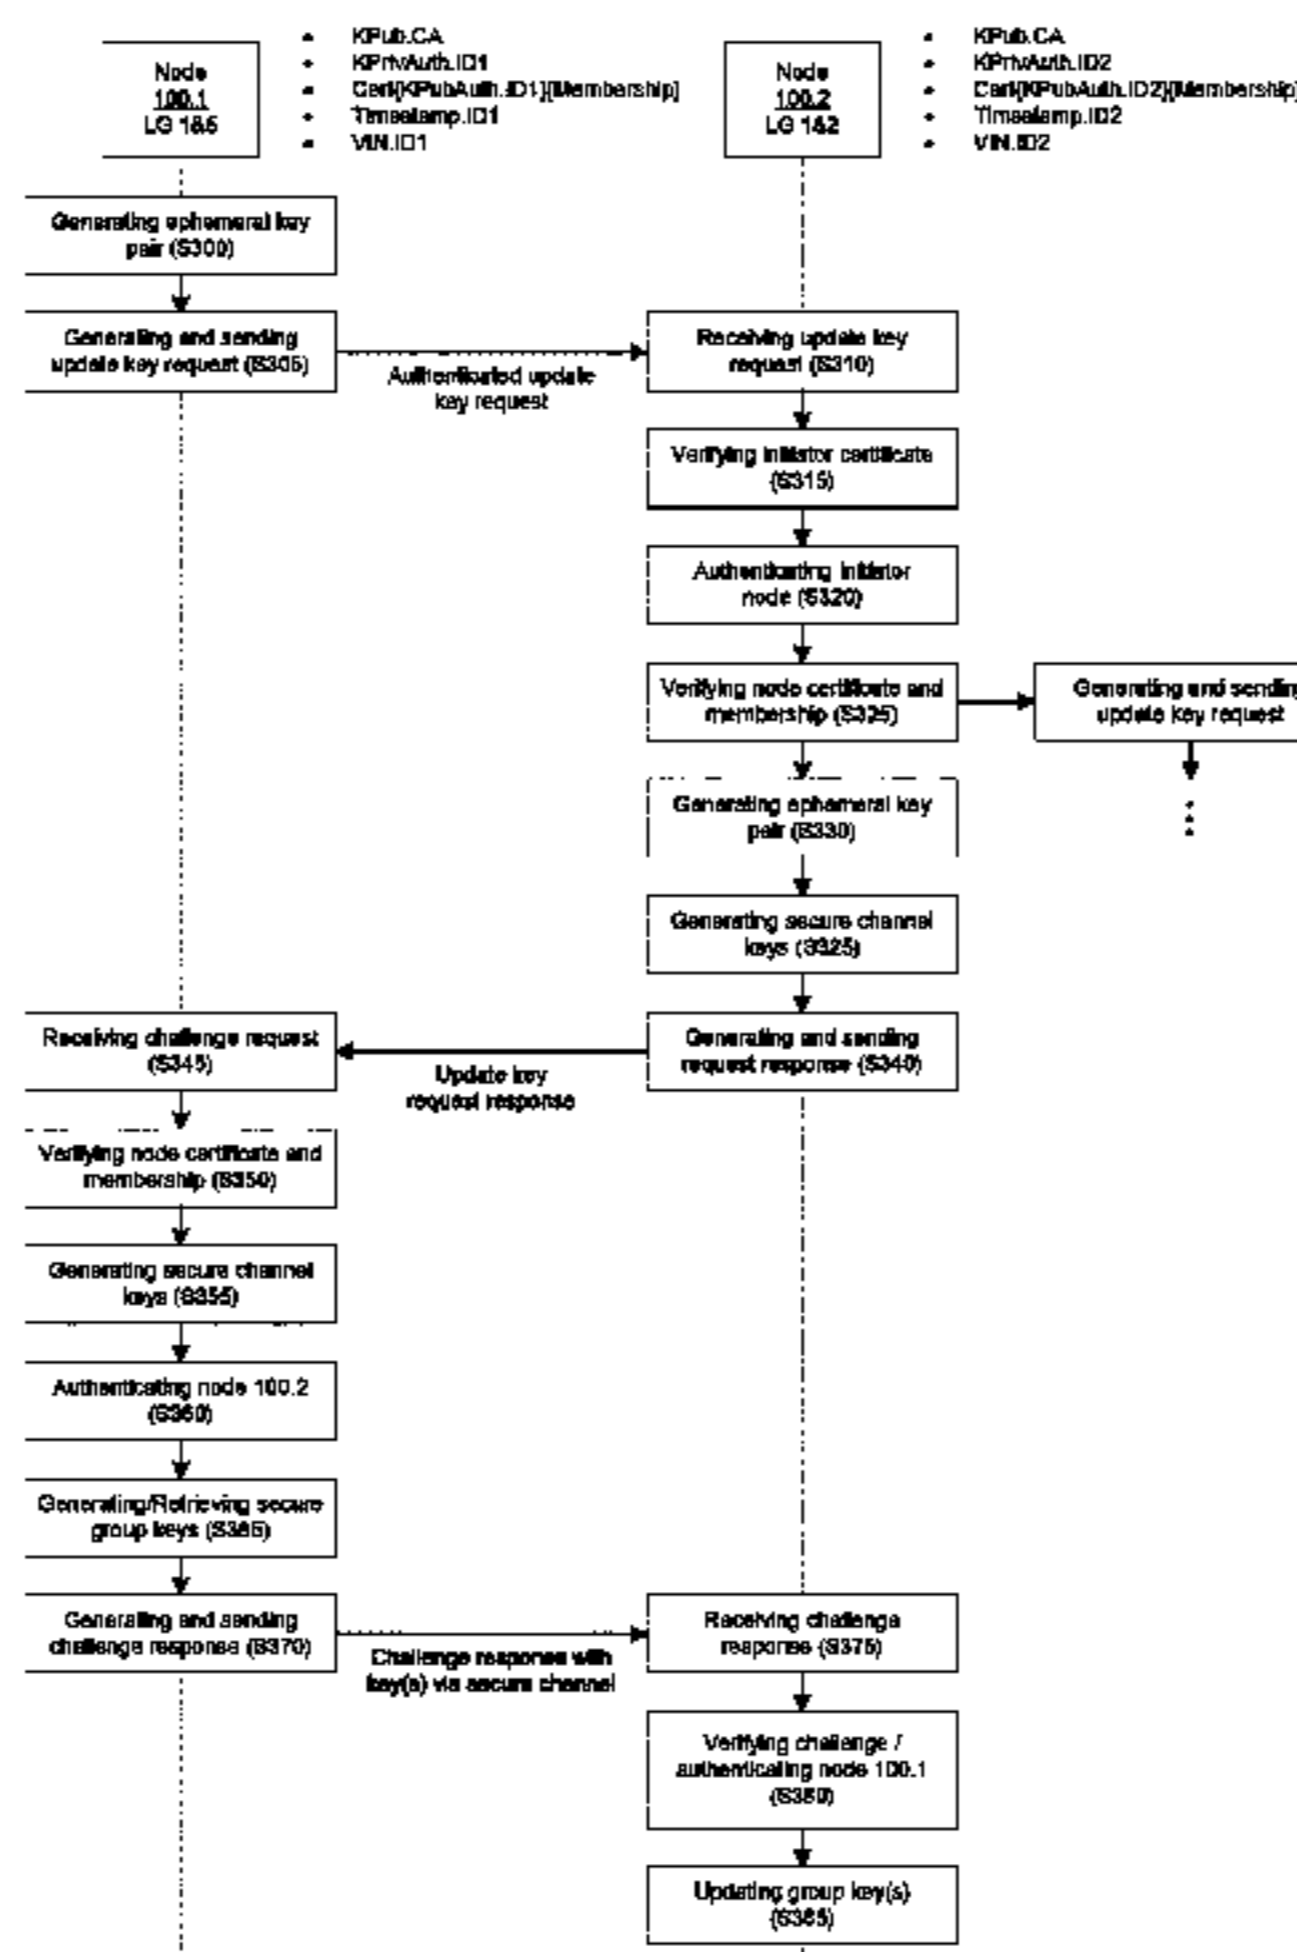 Node
100.1
LG 1&5
• KPub.CA
• KPrivAuth.ID1
• Cert{KPubAuth.ID1}{Membership}
• Timestamp.ID1
• VIN.ID1
Node
100.2
LG 1&2
• KPub.CA
• KPrivAuth.ID2
• Cert{KPubAuth.ID2}{Membership}
• Timestamp.ID2
• VIN.ID2
Generating ephemeral key
pair (S300)
Generating and sending
update key request (S305)
Authenticated update
key request
Receiving update key
request (S310)
Verifying initiator certificate
(S315)
Authenticating initiator
node (S320)
Verifying node certificate and
membership (S325)
Generating and sending
update key request
Generating ephemeral key
pair (S330)
Generating secure channel
keys (S325)
Generating and sending
request response (S340)
Update key
request response
Receiving challenge request
(S345)
Verifying node certificate and
membership (S350)
Generating secure channel
keys (S355)
Authenticating node 100.2
(S360)
Generating/Retrieving secure
group keys (S365)
Generating and sending
challenge response (S370)
Challenge response with
key(s) via secure channel
Receiving challenge
response (S375)
Verifying challenge /
authenticating node 100.1
(S380)
Updating group key(s)
(S385)